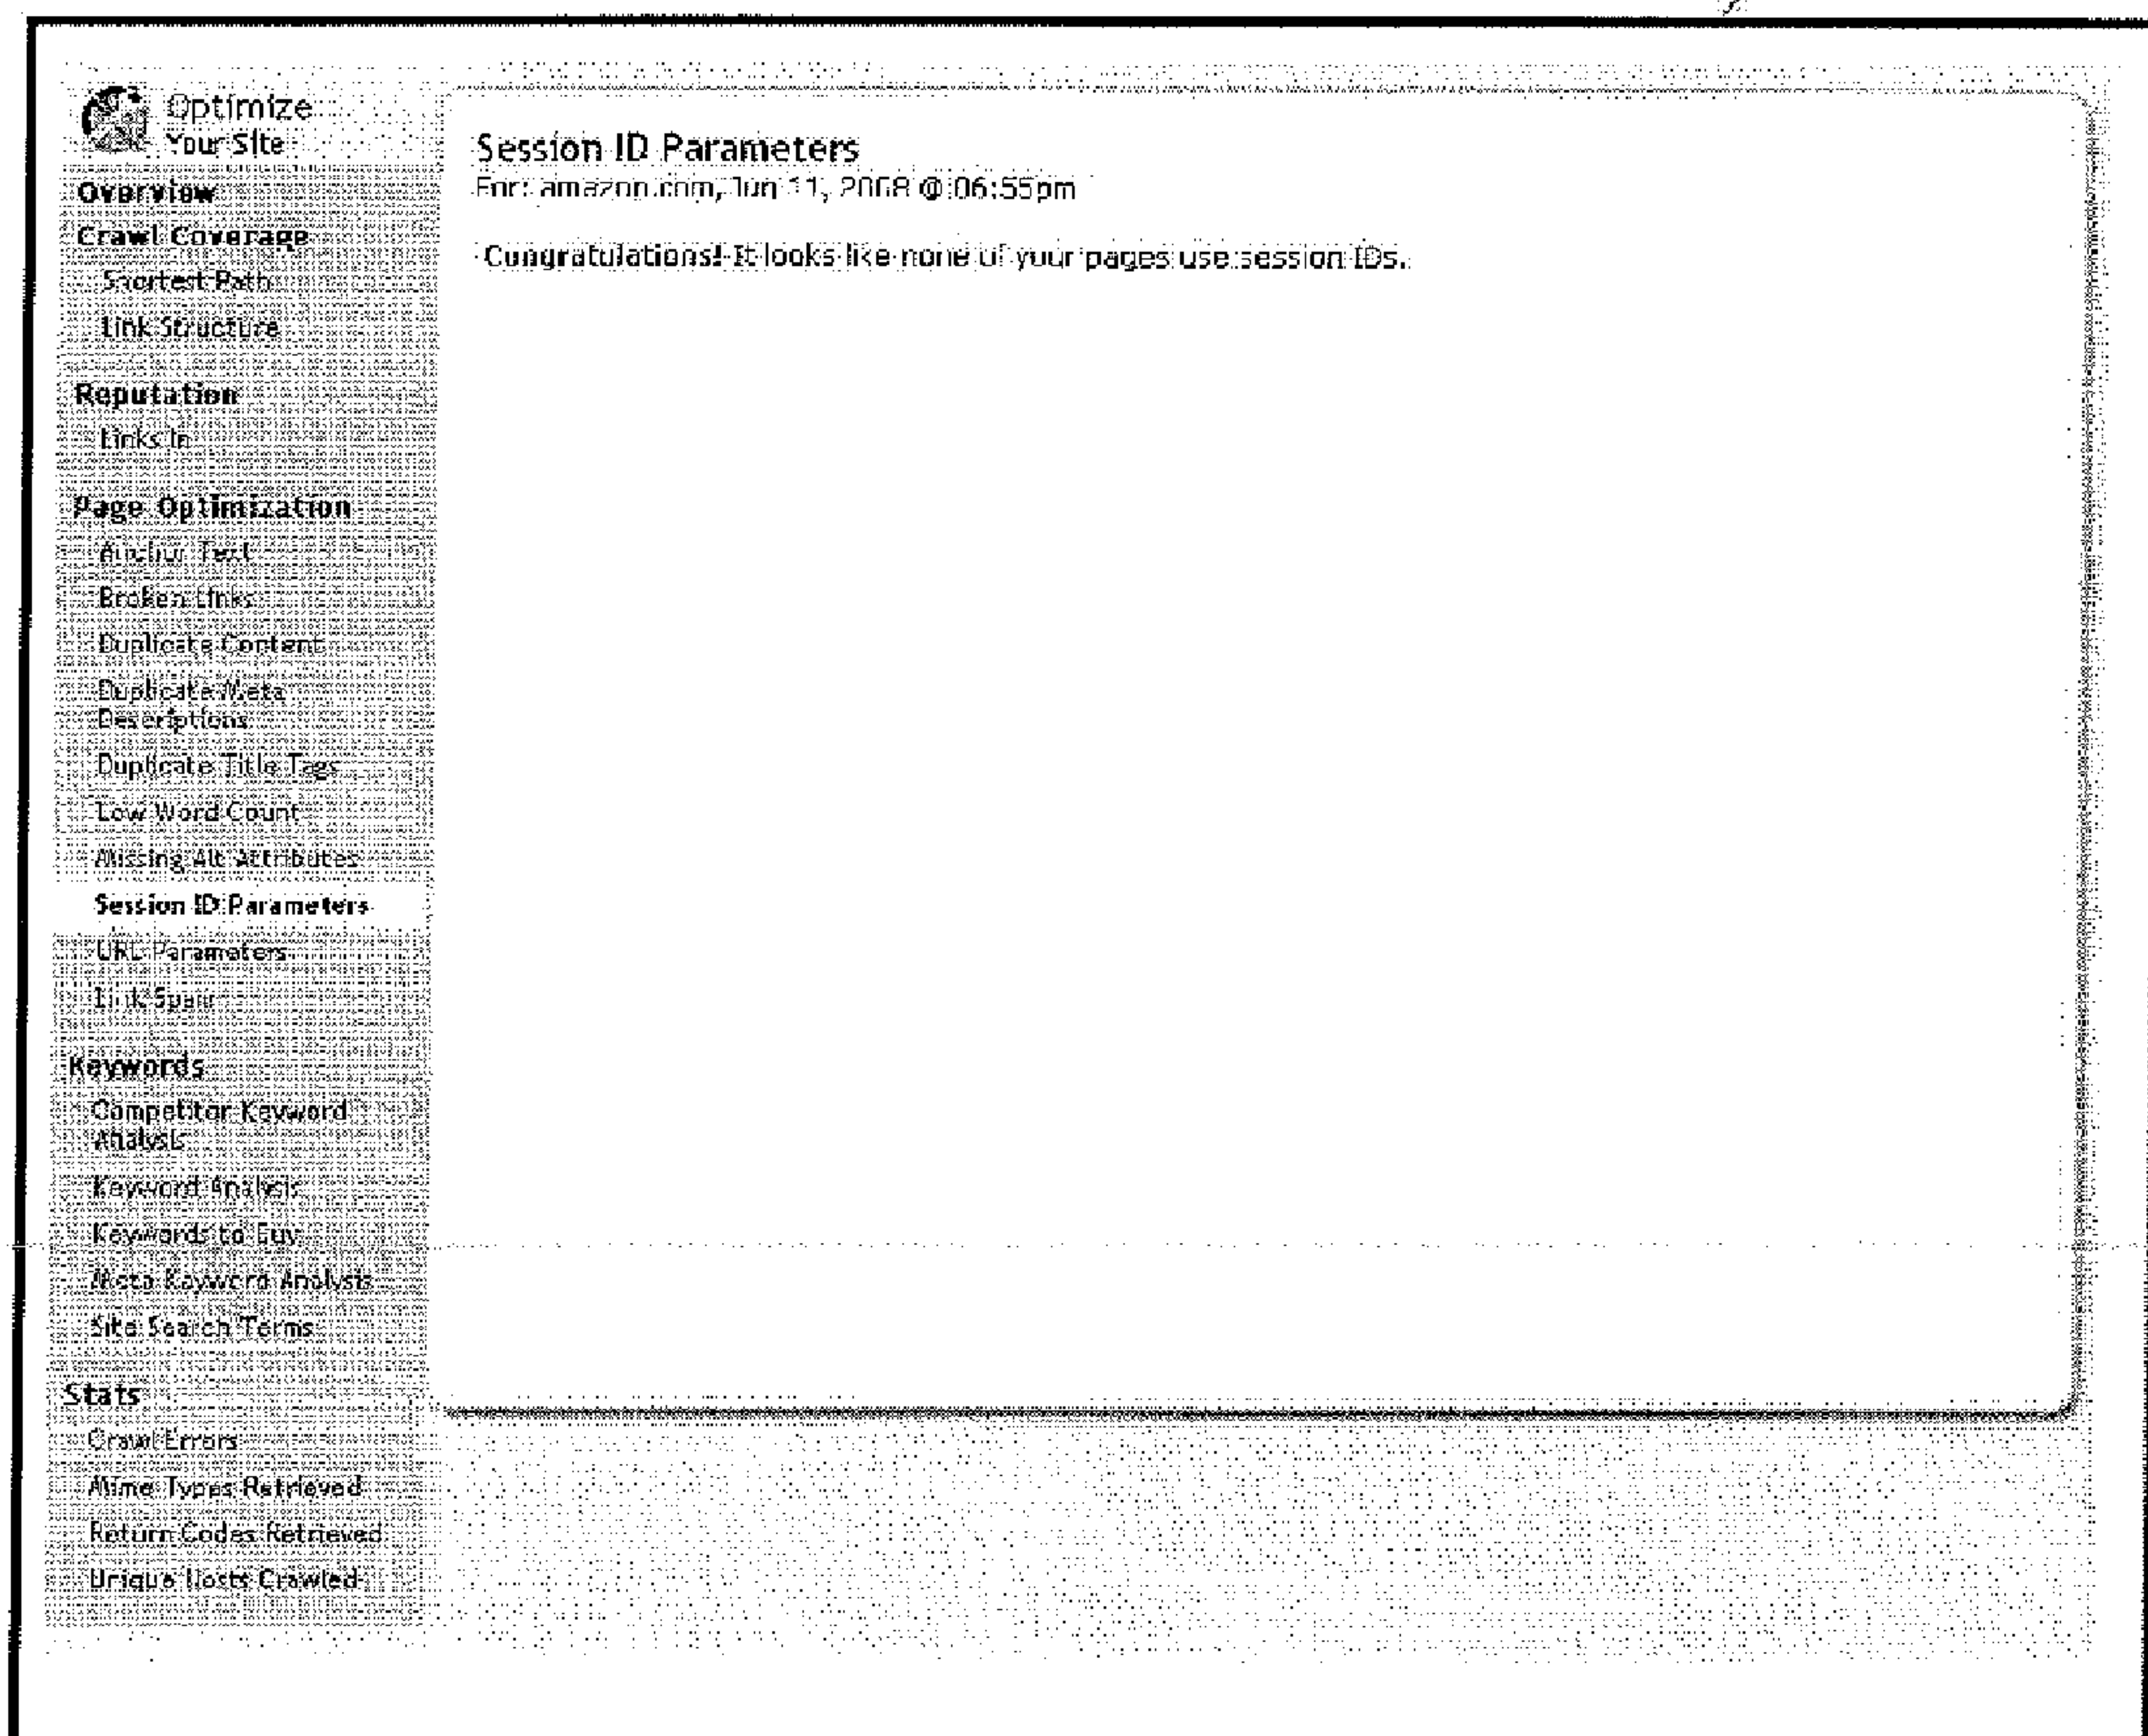 Optimize
Your Site
Overview
Crawl Coverage
Shortest Path
Link Structure
Reputation
Links In
Page Optimization
Anchor Text
Broken Links
Duplicate Content
Duplicate Meta
Descriptions
Duplicate Title Tags
Low Word Count
Missing Alt Attributes
Session ID Parameters
URL Parameters
Link Spam
Keywords
Competitor Keyword
Analysis
Keyword Analysis
Keywords to Buy
Meta Keyword Analysis
Site Search Terms
Stats
Crawl Errors
Mime Types Retrieved
Return Codes Retrieved
Unique Hosts Crawled
Session ID Parameters
For: amazon.com, Jun 11, 2008 @ 06:55pm
Congratulations! It looks like none of your pages use session IDs.